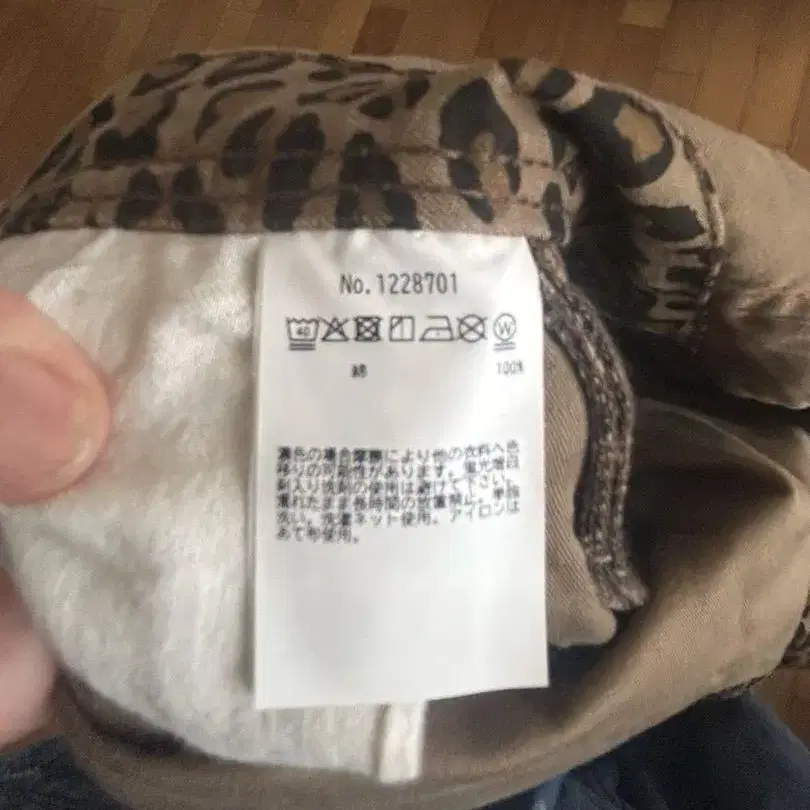 No. 1228701
40 W
綿 100%
濃色の場合摩擦により他の衣料へ色
移りの可能性があります。蛍光増白
剤入り洗剤の使用は避けて下さい。
濡れたまま長時間の放置禁止。単独
洗い。洗濯ネット使用。アイロンは
あて布使用。